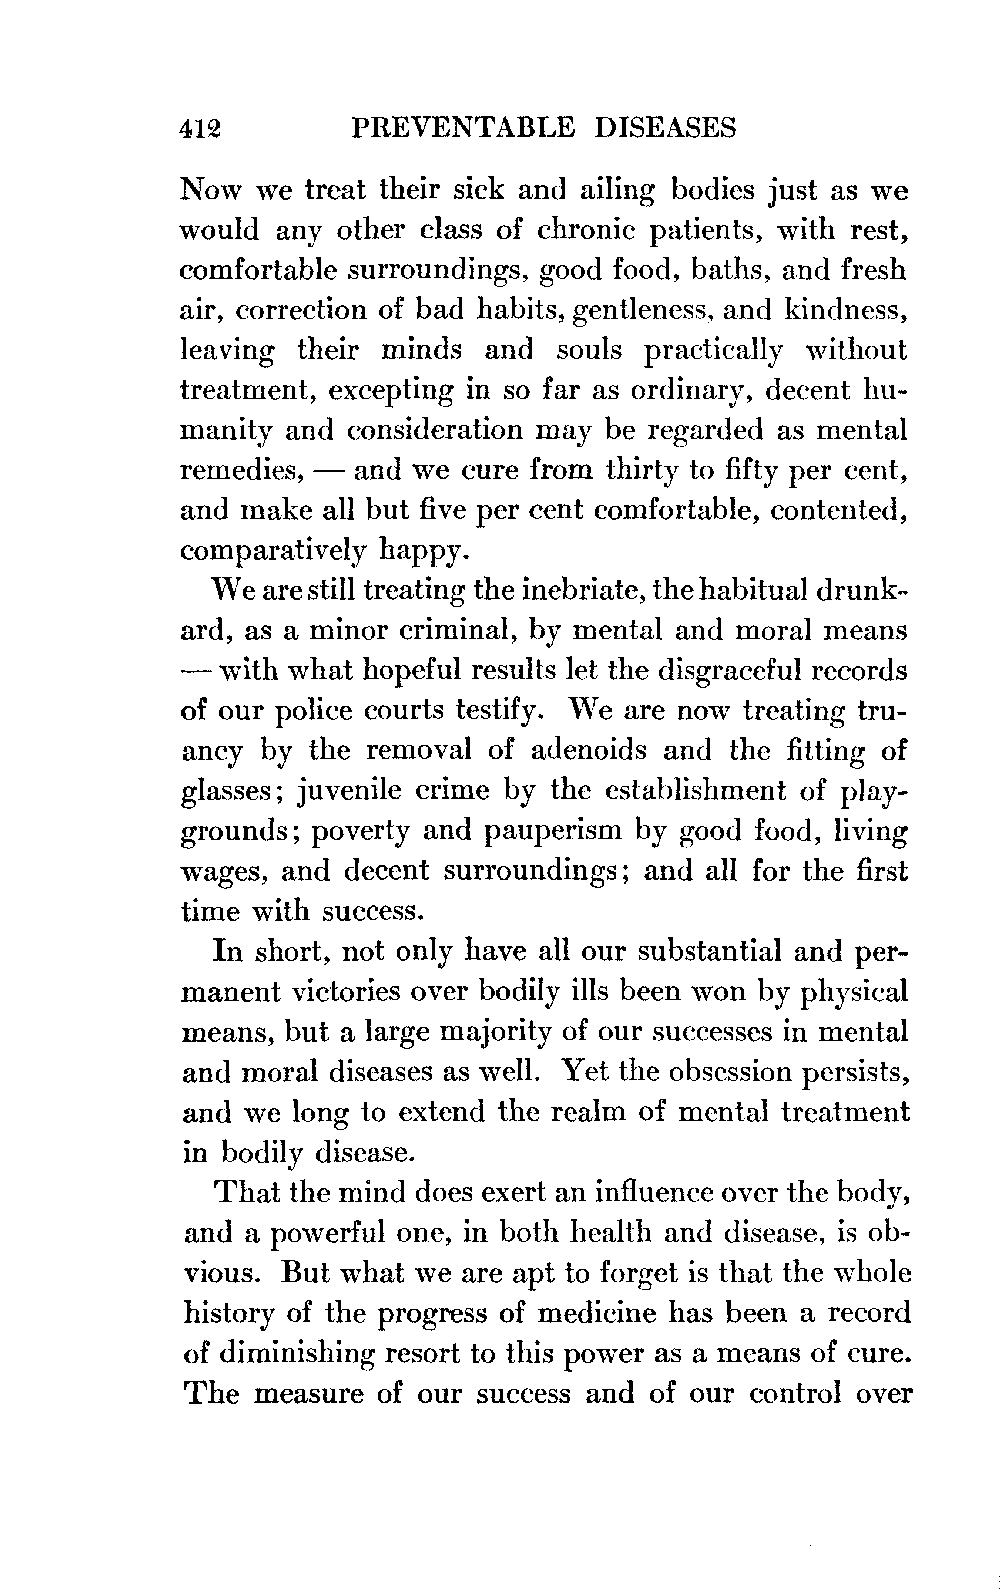 412 PREVENTABLE DISEASES
Now we treat their sick and ailing bodies just as we
would any other class of chronic patients, with rest,
comfortable surroundings, good food, baths, and fresh
air, correction of bad habits, gentleness, and kindness,
leaving their minds and souls practically without
treatment, excepting in so far as ordinary, decent hu-
manity and consideration may be regarded as mental
remedies, — and we cure from thirty to fifty per cent,
and make all but five per cent comfortable, contented,
comparatively happy.
We are still treating the inebriate, the habitual drunk-
ard, as a minor criminal, by mental and moral means
— with what hopeful results let the disgraceful records
of our police courts testify. We are now treating tru-
ancy by the removal of adenoids and the fitting of
glasses; juvenile crime by the establishment of play-
grounds; poverty and pauperism by good food, living
wages, and decent surroundings; and all for the first
time with success.
In short, not only have all our substantial and per-
manent victories over bodily ills been won by physical
means, but a large majority of our successes in mental
and moral diseases as well. Yet the obsession persists,
and we long to extend the realm of mental treatment
in bodily disease.
That the mind does exert an influence over the body,
and a powerful one, in both health and disease, is ob-
vious. But what we are apt to forget is that the whole
history of the progress of medicine has been a record
of diminishing resort to this power as a means of cure.
The measure of our success and of our control over